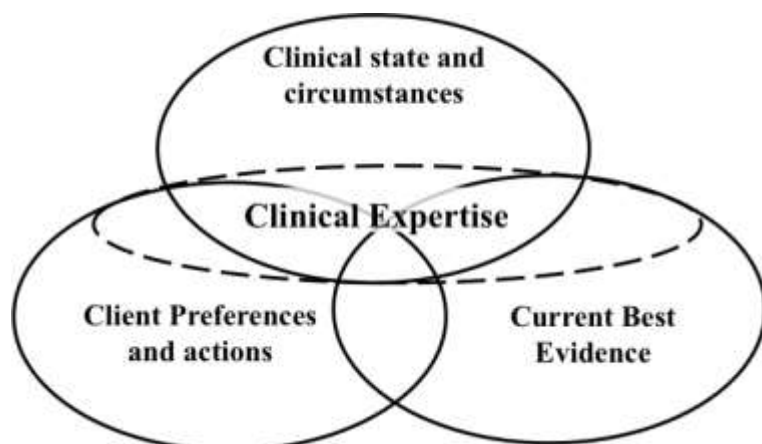 Clinical state and
circumstances
Clinical Expertise
Client Preferences
and actions
Current Best
Evidence